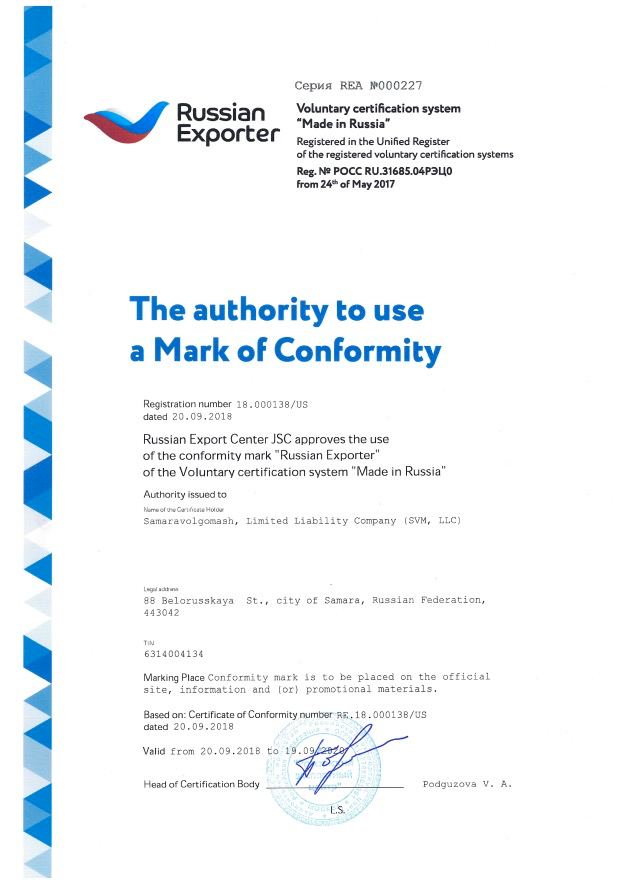 Серия REA №000227
Russian
Exporter
Voluntary certification system
“Made in Russia”
Registered in the Unified Register
of the registered voluntary certification systems
Reg. № РОСС RU.31685.04РЭЦ0
from 24th of May 2017
The authority to use
a Mark of Conformity
Registration number 18.000138/US
dated 20.09.2018
Russian Export Center JSC approves the use
of the conformity mark "Russian Exporter"
of the Voluntary certification system "Made in Russia"
Authority issued to
Name of the Certificate Holder
Samaravolgomash, Limited Liability Company (SVM, LLC)
Legal address
88 Belorusskaya St., city of Samara, Russian Federation,
443042
TIN
6314004134
Marking Place Conformity mark is to be placed on the official
site, information and (or) promotional materials.
Based on: Certificate of Conformity number RE.18.000138/US
dated 20.09.2018
Valid from 20.09.2018 to 19.09.2020
Head of Certification Body Podguzova V. A.
L.S.